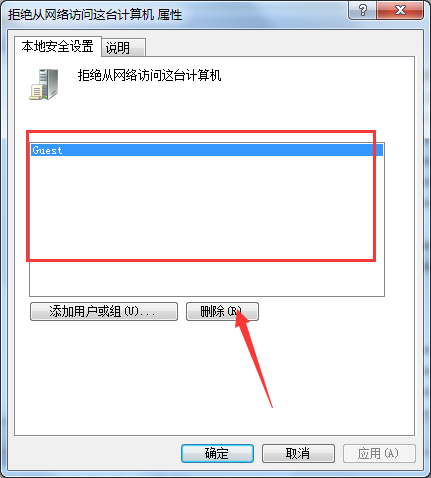 拒绝从网络访问这台计算机 属性
本地安全设置
说明
拒绝从网络访问这台计算机
Guest
添加用户或组(U)...
删除(R)
确定
取消
应用(A)